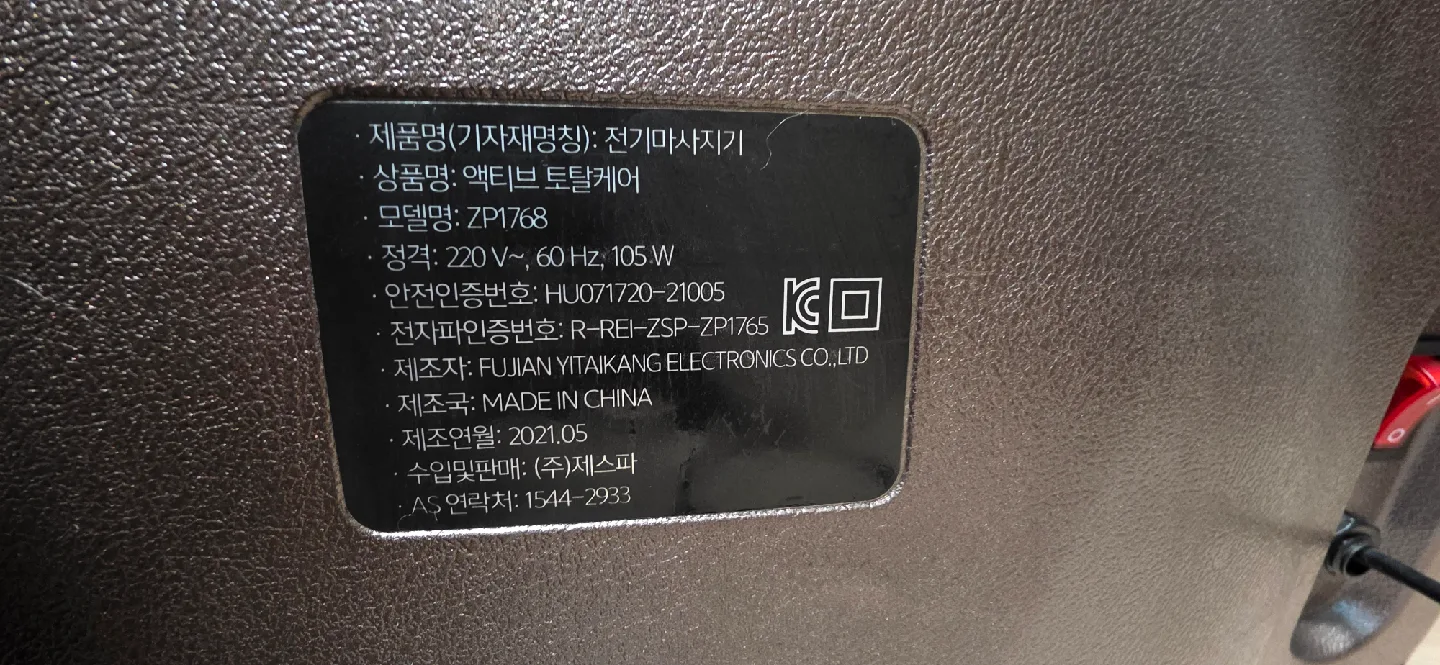 · 제품명(기자재명칭): 전기마사지기
· 상품명: 액티브 토탈케어
· 모델명: ZP1768
· 정격: 220 V~, 60 Hz, 105 W
· 안전인증번호: HU071720-21005
· 전자파인증번호: R-REI-ZSP-ZP1765
· 제조자: FUJIAN YITAIKANG ELECTRONICS CO.,LTD
· 제조국: MADE IN CHINA
· 제조연월: 2021.05
· 수입및판매: (주)제스파
· AS 연락처: 1544-2933